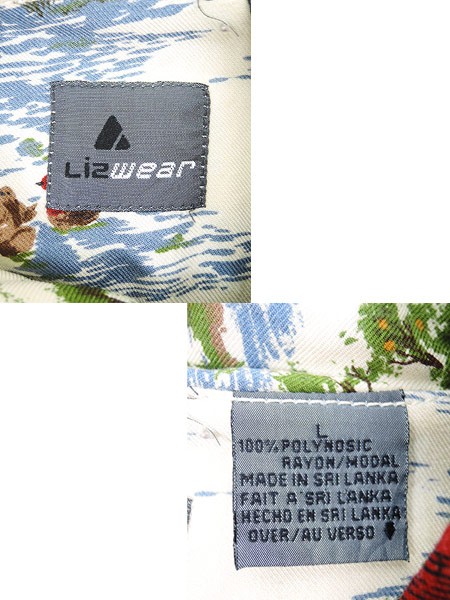 Lizwear
L
100% POLYNOSIC
RAYON/MODAL
MADE IN SRI LANKA
FAIT A' SRI LANKA
HECHO EN SRI LANKA
OVER/AU VERSO